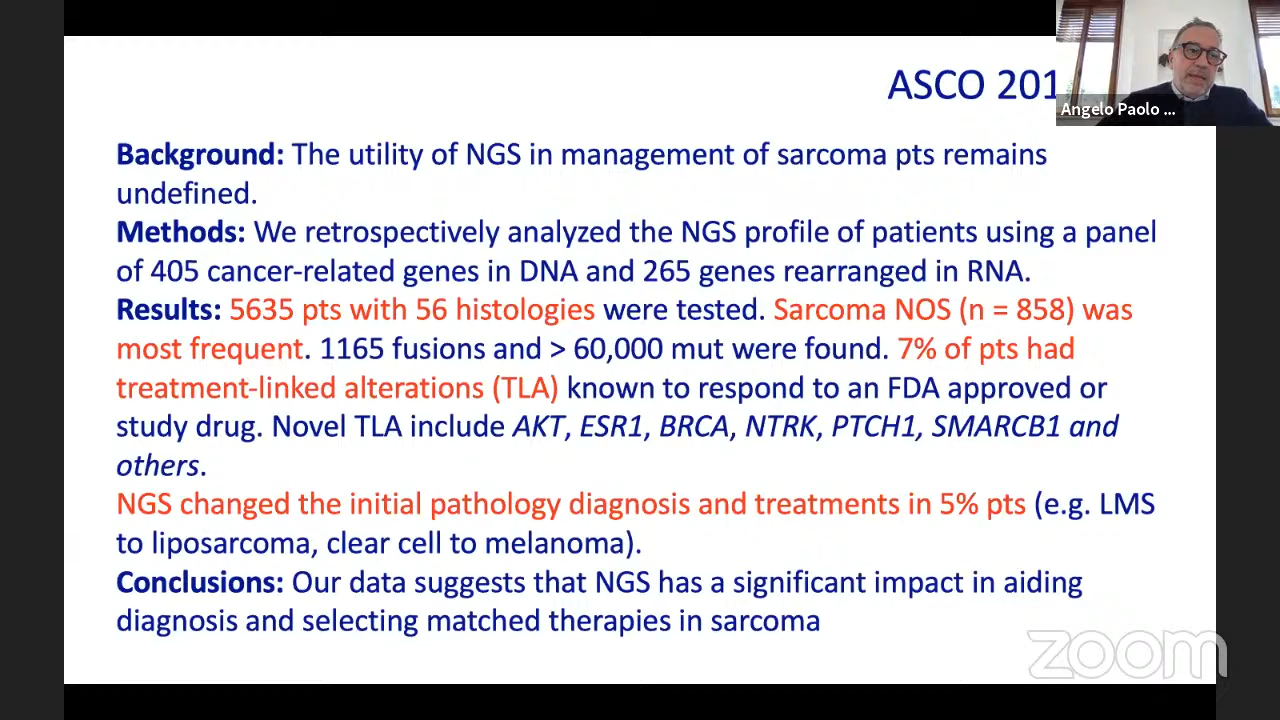 ASCO 201
Angelo Paolo ...
Background: The utility of NGS in management of sarcoma pts remains
undefined.
Methods: We retrospectively analyzed the NGS profile of patients using a panel
of 405 cancer-related genes in DNA and 265 genes rearranged in RNA.
Results: 5635 pts with 56 histologies were tested. Sarcoma NOS (n = 858) was
most frequent. 1165 fusions and > 60,000 mut were found. 7% of pts had
treatment-linked alterations (TLA) known to respond to an FDA approved or
study drug. Novel TLA include AKT, ESR1, BRCA, NTRK, PTCH1, SMARCB1 and
others.
NGS changed the initial pathology diagnosis and treatments in 5% pts (e.g. LMS
to liposarcoma, clear cell to melanoma).
Conclusions: Our data suggests that NGS has a significant impact in aiding
diagnosis and selecting matched therapies in sarcoma
zoom